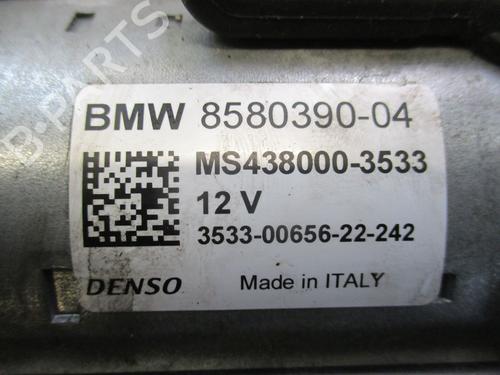 BMW 8580390-04
MS438000-3533
12 V
3533-00656-22-242
DENSO Made in ITALY
B-PARTS